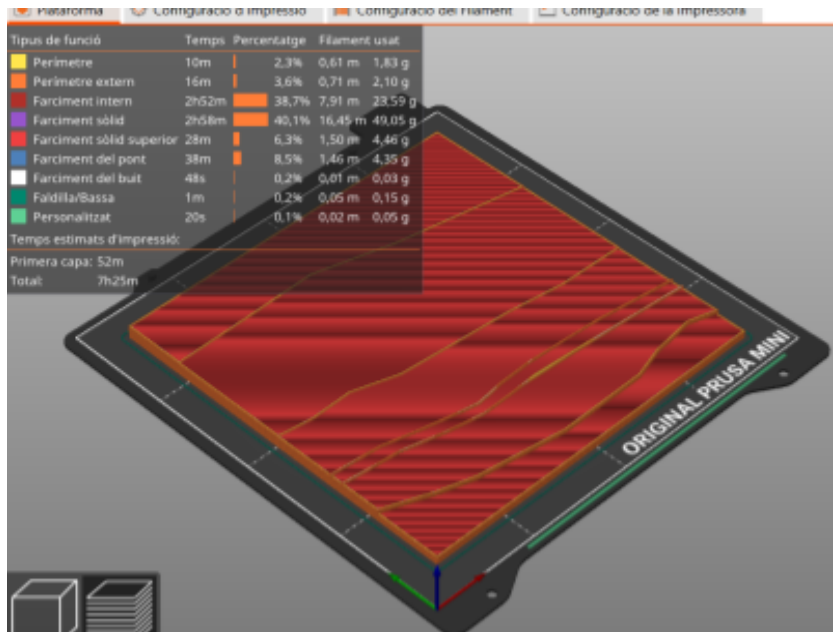 Plataforma Configuració d'impressió Configuració del Filament Configuració de la Impressora
Tipus de funció Temps Percentatge Filament usat
Perímetre 10m 2,3% 0,61 m 1,83 g
Perímetre extern 16m 3,6% 0,71 m 2,10 g
Farciment intern 2h52m 38,7% 7,91 m 23,59 g
Farciment sòlid 2h58m 40,1% 16,45 m 49,05 g
Farciment sòlid superior 28m 6,3% 1,50 m 4,46 g
Farciment del pont 38m 8,5% 1,46 m 4,35 g
Farciment del buit 48s 0,2% 0,01 m 0,03 g
Faldilla/Bassa 1m 0,2% 0,05 m 0,15 g
Personalitzat 20s 0,1% 0,02 m 0,05 g
Temps estimats d'impressió:
Primera capa: 52m
Total: 7h25m
ORIGINAL PRUSA MINI